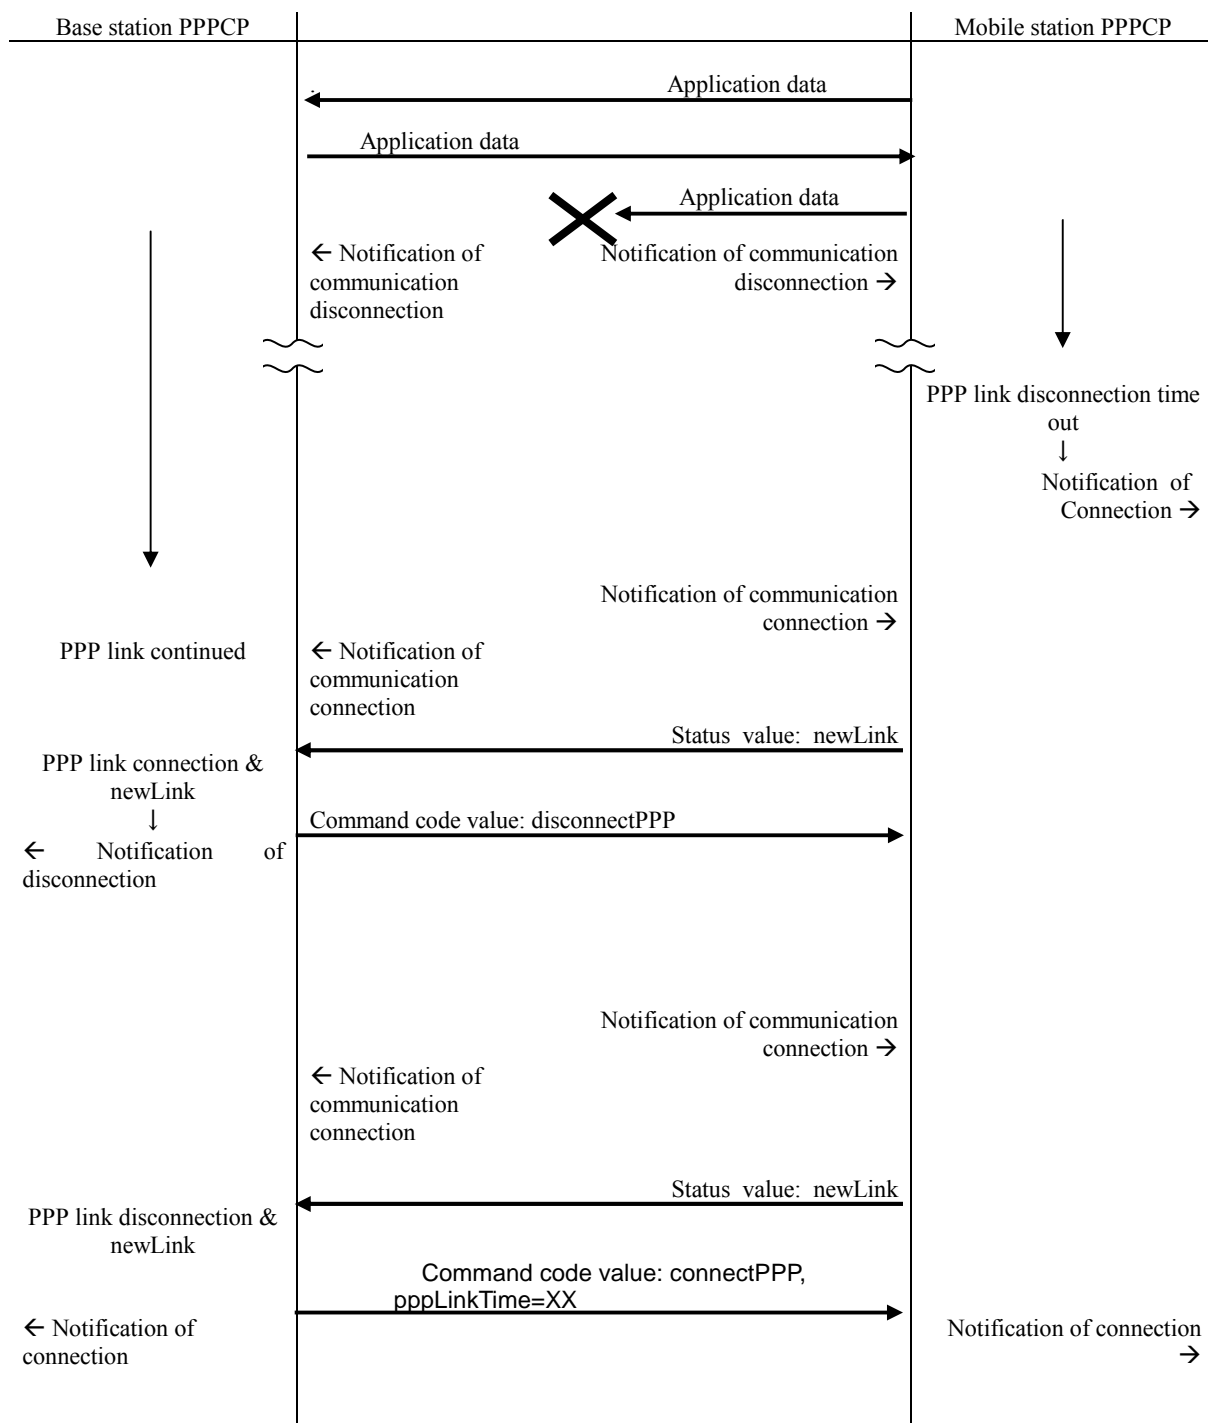 Base station PPPCP
Mobile station PPPCP
Application data
Application data
Application data
← Notification of
communication
disconnection
Notification of communication
disconnection →
PPP link disconnection time
out
↓
Notification of
Connection →
Notification of communication
connection →
PPP link continued
← Notification of
communication
connection
Status value: newLink
PPP link connection &
newLink
↓
← Notification of
disconnection
Command code value: disconnectPPP
Notification of communication
connection →
← Notification of
communication
connection
Status value: newLink
PPP link disconnection &
newLink
Command code value: connectPPP,
pppLinkTime=XX
← Notification of
connection
Notification of connection
→